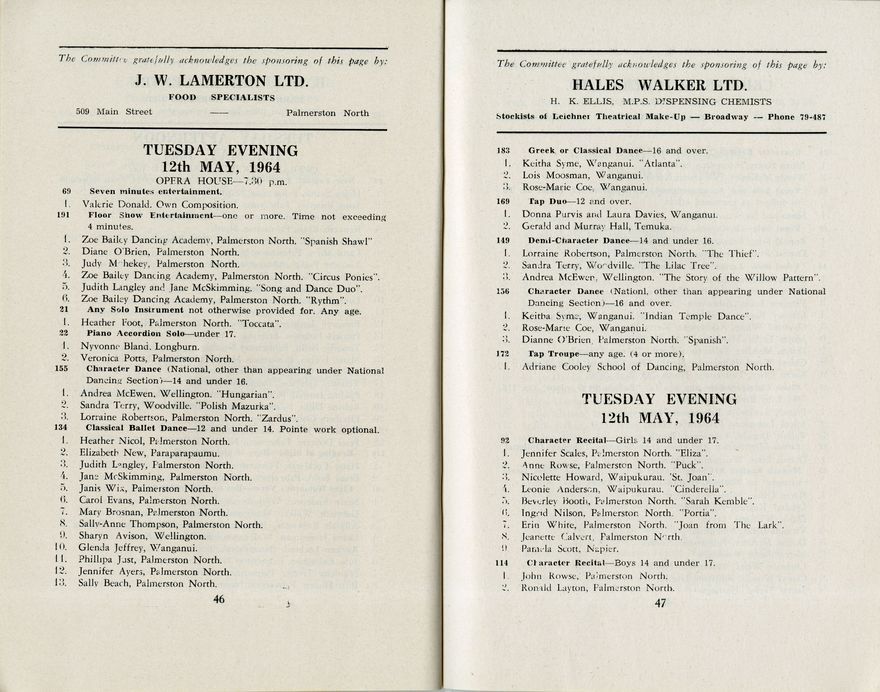 The Committee gratefully acknowledges the sponsoring of this page by:
J. W. LAMERTON LTD.
FOOD SPECIALISTS
509 Main Street —— Palmerston North
TUESDAY EVENING
12th MAY, 1964
OPERA HOUSE—7.30 p.m.
69 Seven minutes entertainment.
1. Valerie Donald. Own Composition.
191 Floor Show Entertainment—one or more. Time not exceeding
4 minutes.
1. Zoe Bailey Dancing Academy, Palmerston North. "Spanish Shawl"
2. Diane O'Brien, Palmerston North.
3. Judy M hekey, Palmerston North.
4. Zoe Bailey Dancing Academy, Palmerston North. "Circus Ponies".
5. Judith Langley and Jane McSkimming. "Song and Dance Duo".
6. Zoe Bailey Dancing Academy, Palmerston North. "Rythm".
21 Any Solo Instrument not otherwise provided for. Any age.
1. Heather Foot, Palmerston North. "Toccata".
22 Piano Accordion Solo—under 17.
1. Nyvonne Bland. Longburn.
2. Veronica Potts, Palmerston North.
155 Character Dance (National, other than appearing under National
Dancing Section)—14 and under 16.
1. Andrea McEwen, Wellington. "Hungarian".
2. Sandra Terry, Woodville. "Polish Mazurka".
3. Lorraine Robertson, Palmerston North. "Zardus".
134 Classical Ballet Dance—12 and under 14. Pointe work optional.
1. Heather Nicol, Palmerston North.
2. Elizabeth New, Paraparaumu.
3. Judith Langley, Palmerston North.
4. Jane McSkimming, Palmerston North.
5. Janis Wix, Palmerston North.
6. Carol Evans, Palmerston North.
7. Mary Brosnan, Palmerston North.
8. Sally-Anne Thompson, Palmerston North.
9. Sharyn Avison, Wellington.
10. Glenda Jeffrey, Wanganui.
11. Phillipa Just, Palmerston North.
12. Jennifer Ayers, Palmerston North.
13. Sally Beach, Palmerston North.
46
The Committee gratefully acknowledges the sponsoring of this page by:
HALES WALKER LTD.
H. K. ELLIS, M.P.S. DISPENSING CHEMISTS
Stockists of Leichner Theatrical Make-Up — Broadway — Phone 79-487
183 Greek or Classical Dance—16 and over.
1. Keitha Syme, Wanganui. "Atlanta".
2. Lois Moosman, Wanganui.
3. Rose-Marie Coe, Wanganui.
169 Tap Duo—12 and over.
1. Donna Purvis and Laura Davies, Wanganui.
2. Gerald and Murray Hall, Temuka.
149 Demi-Character Dance—14 and under 16.
1. Lorraine Robertson, Palmerston North. "The Thief".
2. Sandra Terry, Woodville. "The Lilac Tree".
3. Andrea McEwen, Wellington. "The Story of the Willow Pattern".
156 Character Dance (Nationl, other than appearing under National
Dancing Section)—16 and over.
1. Keitha Syme, Wanganui. "Indian Temple Dance".
2. Rose-Marie Coe, Wanganui.
3. Dianne O'Brien, Palmerston North. "Spanish".
172 Tap Troupe—any age. (4 or more).
1. Adriane Cooley School of Dancing, Palmerston North.
TUESDAY EVENING
12th MAY, 1964
92 Character Recital—Girls 14 and under 17.
1. Jennifer Scales, Palmerston North. "Eliza".
2. Anne Rowse, Palmerston North. "Puck".
3. Nicolette Howard, Waipukurau. 'St. Joan".
4. Leonie Anderson, Waipukurau. "Cinderella".
5. Beverley Booth, Palmerston North. "Sarah Kemble".
6. Ingrid Nilson, Palmerston North. "Portia".
7. Erin White, Palmerston North. "Joan from The Lark".
8. Jeanette Calvert, Palmerston North.
9. Pamela Scott, Napier.
114 Character Recital—Boys 14 and under 17.
1. John Rowse, Palmerston North.
2. Ronald Layton, Palmerston North.
47